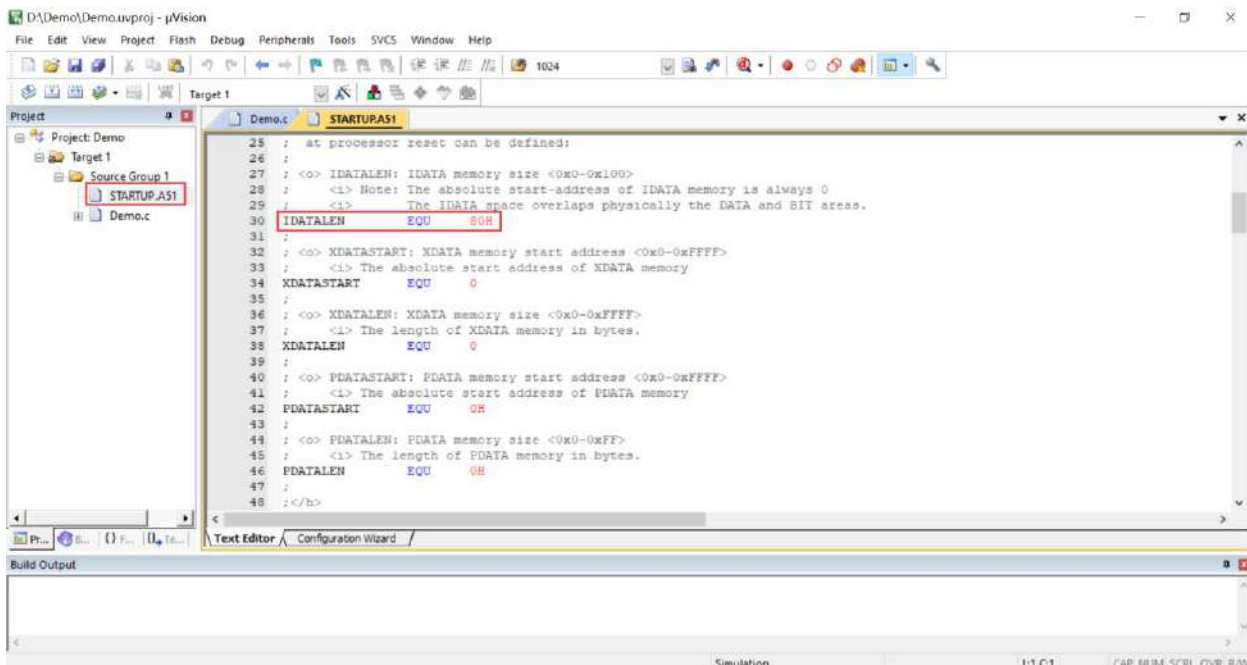 D:\Demo\Demo.uvproj - µVision
File Edit View Project Flash Debug Peripherals Tools SVCS Window Help
1024
Target 1
Project
Demo.c STARTUP.A51
Project: Demo
Target 1
Source Group 1
STARTUP.A51
Demo.c
25 ; at processor reset can be defined:
26 ;
27 ; <o> IDATALEN: IDATA memory size <0x0-0x100>
28 ; <i> Note: The absolute start-address of IDATA memory is always 0
29 ; <i> The IDATA space overlaps physically the DATA and BIT areas.
30 IDATALEN EQU 80H
31 ;
32 ; <o> XDATASTART: XDATA memory start address <0x0-0xFFFF>
33 ; <i> The absolute start address of XDATA memory
34 XDATASTART EQU 0
35 ;
36 ; <o> XDATALEN: XDATA memory size <0x0-0xFFFF>
37 ; <i> The length of XDATA memory in bytes.
38 XDATALEN EQU 0
39 ;
40 ; <o> PDATASTART: PDATA memory start address <0x0-0xFFFF>
41 ; <i> The absolute start address of PDATA memory
42 PDATASTART EQU 0H
43 ;
44 ; <o> PDATALEN: PDATA memory size <0x0-0xFF>
45 ; <i> The length of PDATA memory in bytes.
46 PDATALEN EQU 0H
47 ;
48 ;</h>
Pr... B... {} F... 0 Te...
Text Editor Configuration Wizard
Build Output
Simulation L:1 C:1 CAP NUM SCRL OVR R/W